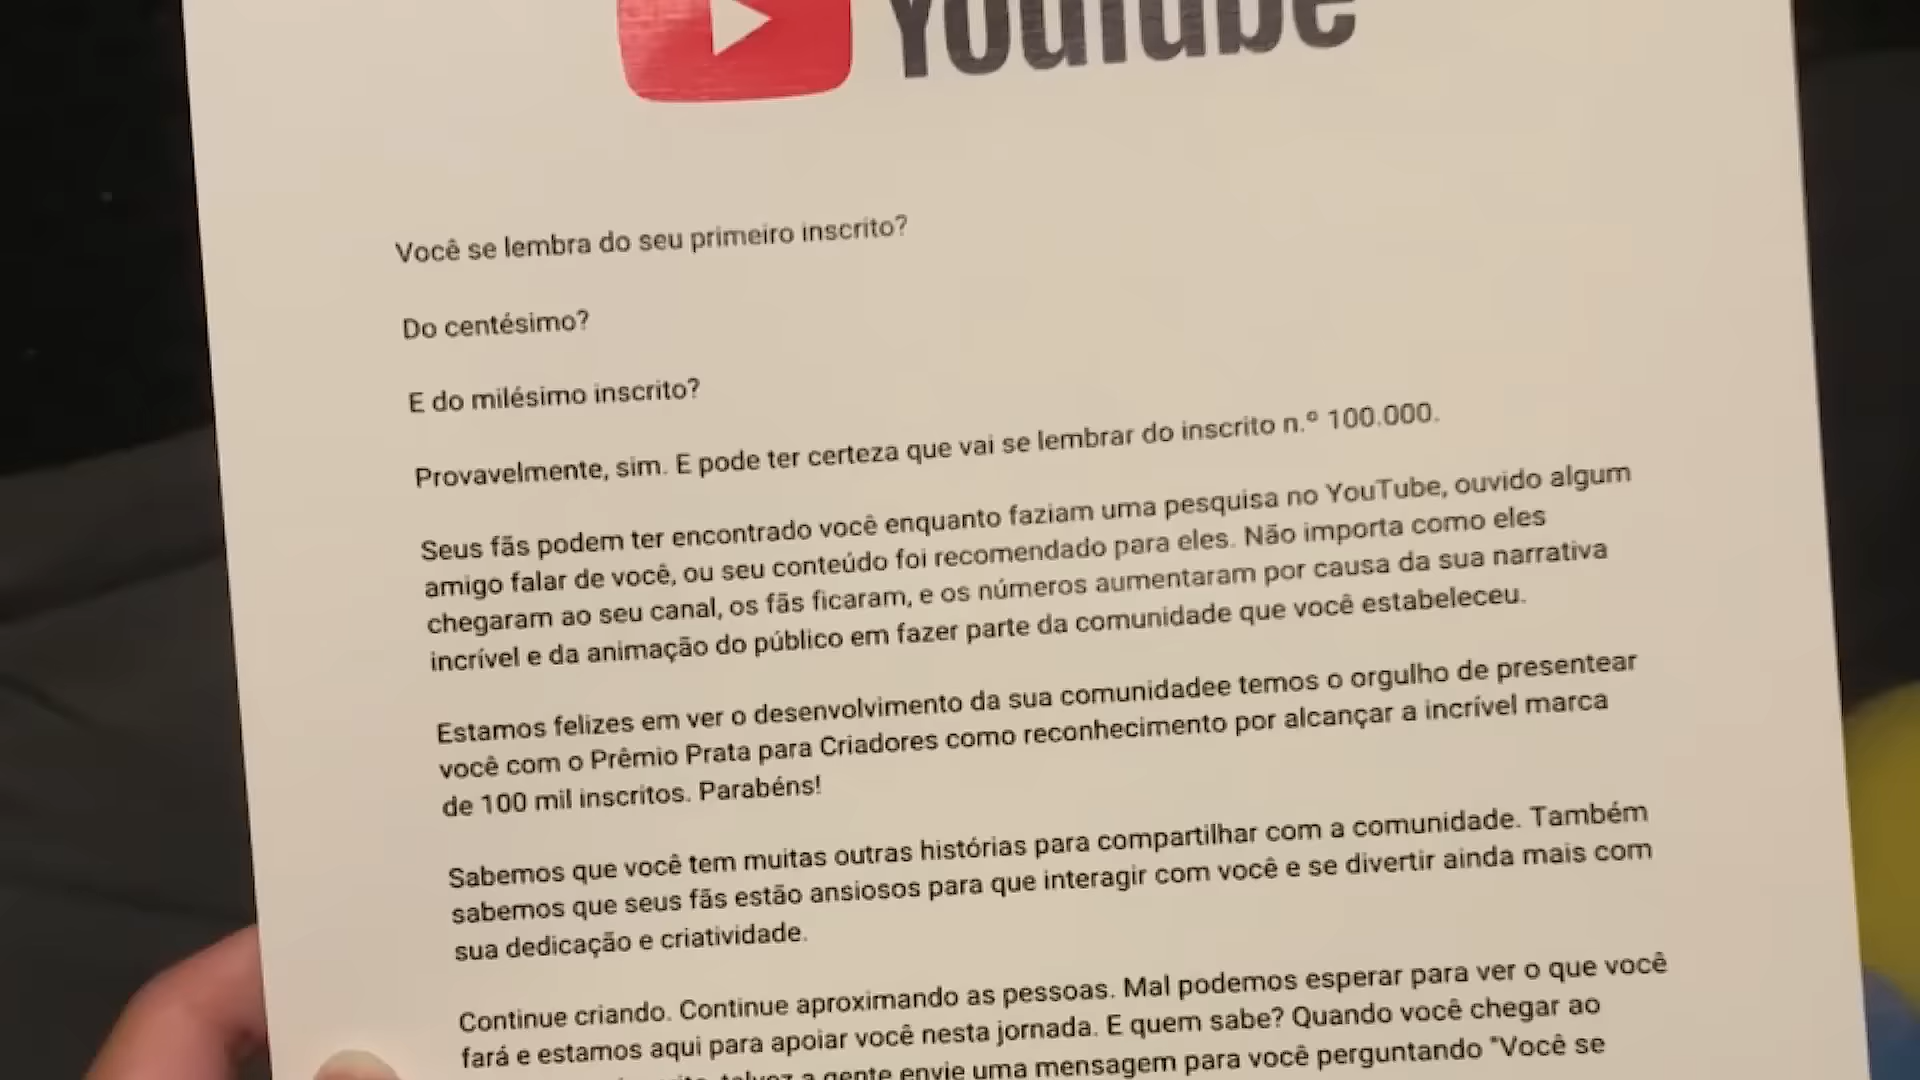 YouTube
Você se lembra do seu primeiro inscrito?
Do centésimo?
E do milésimo inscrito?
Provavelmente, sim. E pode ter certeza que vai se lembrar do inscrito n.º 100.000.
Seus fãs podem ter encontrado você enquanto faziam uma pesquisa no YouTube, ouvido algum
amigo falar de você, ou seu conteúdo foi recomendado para eles. Não importa como eles
chegaram ao seu canal, os fãs ficaram, e os números aumentaram por causa da sua narrativa
incrível e da animação do público em fazer parte da comunidade que você estabeleceu.
Estamos felizes em ver o desenvolvimento da sua comunidadee temos o orgulho de presentear
você com o Prêmio Prata para Criadores como reconhecimento por alcançar a incrível marca
de 100 mil inscritos. Parabéns!
Sabemos que você tem muitas outras histórias para compartilhar com a comunidade. Também
sabemos que seus fãs estão ansiosos para que interagir com você e se divertir ainda mais com
sua dedicação e criatividade.
Continue criando. Continue aproximando as pessoas. Mal podemos esperar para ver o que você
fará e estamos aqui para apoiar você nesta jornada. E quem sabe? Quando você chegar ao
talvez a gente envie uma mensagem para você perguntando "Você se